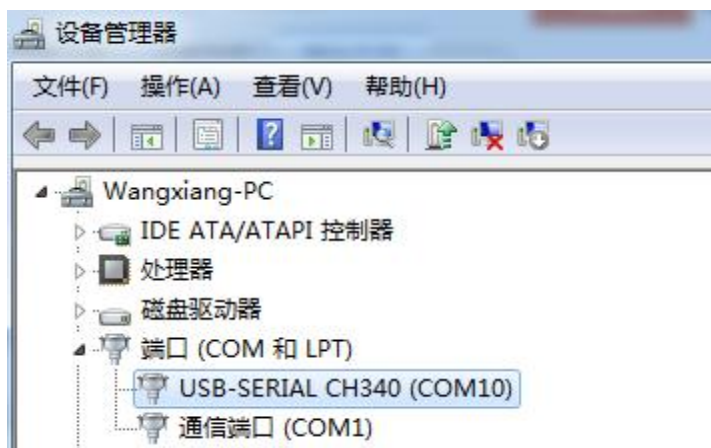 设备管理器
文件(F) 操作(A) 查看(V) 帮助(H)
Wangxiang-PC
IDE ATA/ATAPI 控制器
处理器
磁盘驱动器
端口 (COM 和 LPT)
USB-SERIAL CH340 (COM10)
通信端口 (COM1)